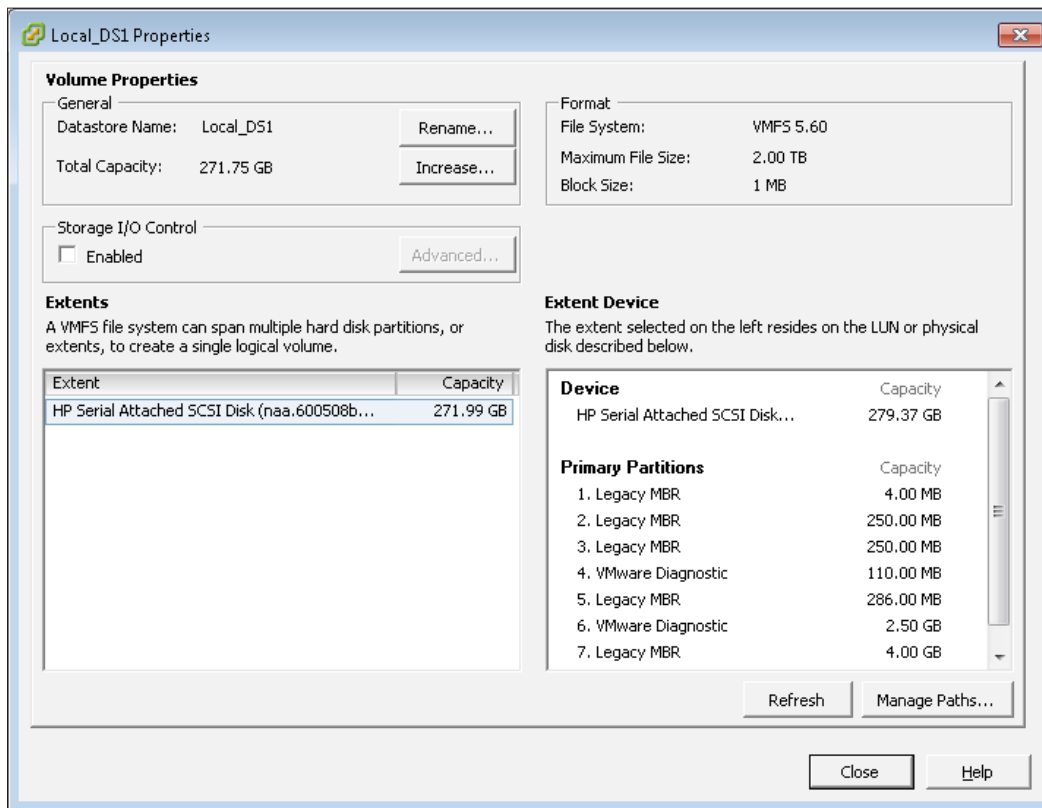 Local_DS1 Properties
Volume Properties
General
Datastore Name: Local_DS1
Rename...
Total Capacity: 271.75 GB
Increase...
Format
File System: VMFS 5.60
Maximum File Size: 2.00 TB
Block Size: 1 MB
Storage I/O Control
Enabled
Advanced...
Extents
A VMFS file system can span multiple hard disk partitions, or
extents, to create a single logical volume.
Extent Capacity
HP Serial Attached SCSI Disk (naa.600508b... 271.99 GB
Extent Device
The extent selected on the left resides on the LUN or physical
disk described below.
Device Capacity
HP Serial Attached SCSI Disk... 279.37 GB
Primary Partitions Capacity
1. Legacy MBR 4.00 MB
2. Legacy MBR 250.00 MB
3. Legacy MBR 250.00 MB
4. VMware Diagnostic 110.00 MB
5. Legacy MBR 286.00 MB
6. VMware Diagnostic 2.50 GB
7. Legacy MBR 4.00 GB
Refresh
Manage Paths...
Close
Help